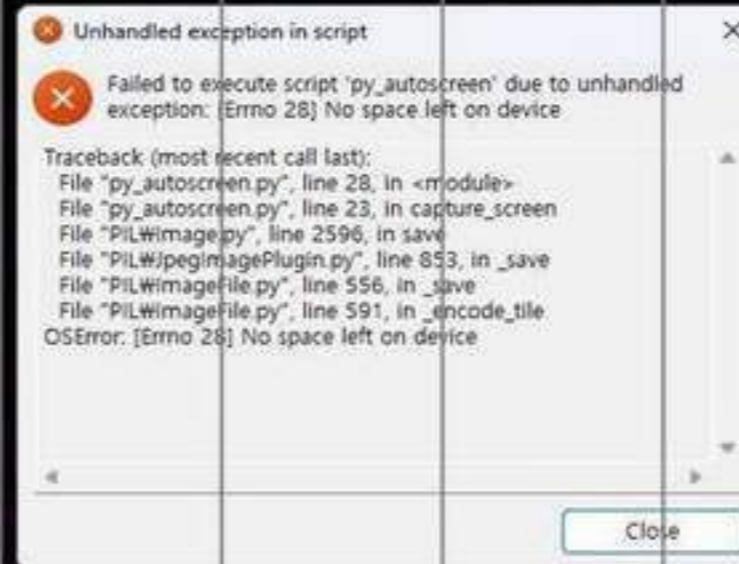 Unhandled exception in script
Failed to execute script 'py_autoscreen' due to unhandled
exception: [Errno 28] No space left on device
Traceback (most recent call last):
File "py_autoscreen.py", line 28, in <module>
File "py_autoscreen.py", line 23, in capture_screen
File "PIL₩Image.py", line 2596, in save
File "PIL₩JpegImagePlugin.py", line 853, in _save
File "PIL₩ImageFile.py", line 556, in _save
File "PIL₩ImageFile.py", line 591, in _encode_tile
OSError: [Errno 28] No space left on device
Close